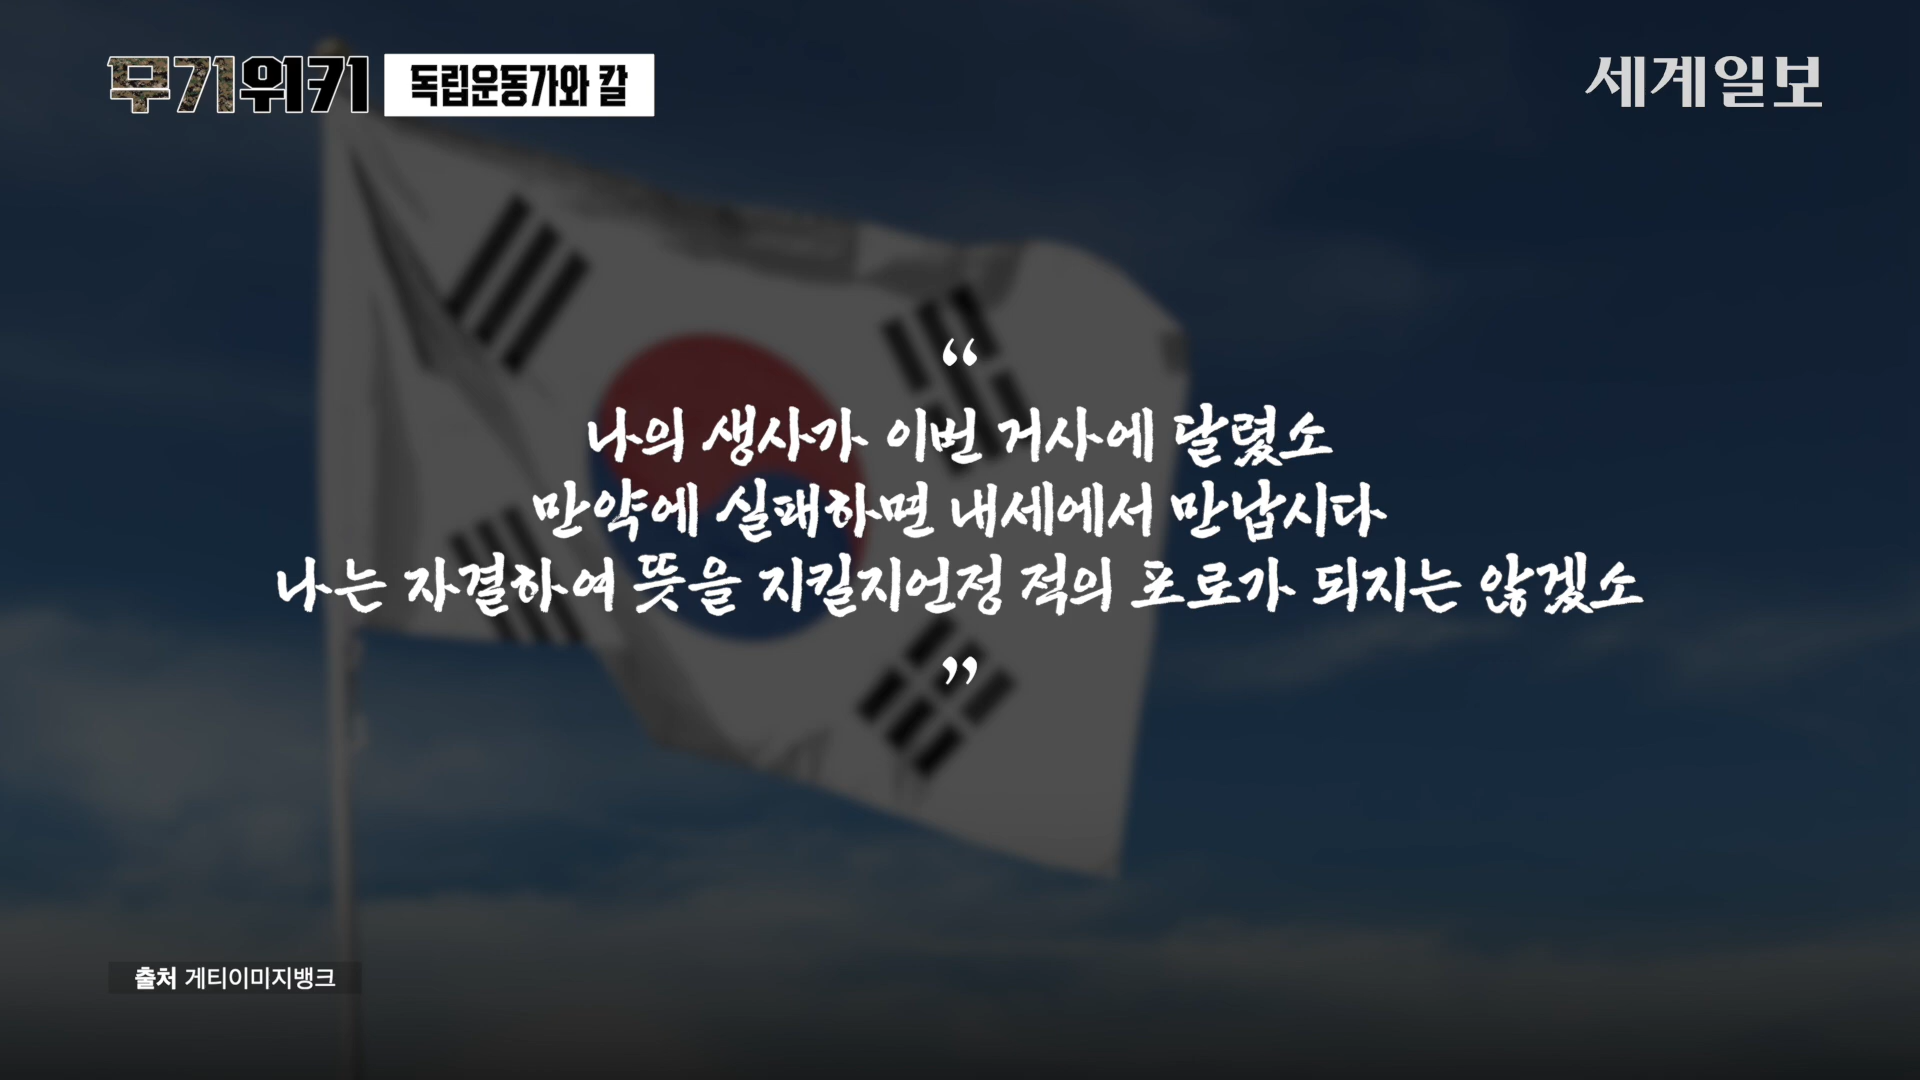 무기위키 독립운동가와 칼
세계일보
“
나의 생사가 이번 거사에 달렸소
만약에 실패하면 내세에서 만납시다
나는 자결하여 뜻을 지킬지언정 적의 포로가 되지는 않겠소
”
출처 게티이미지뱅크